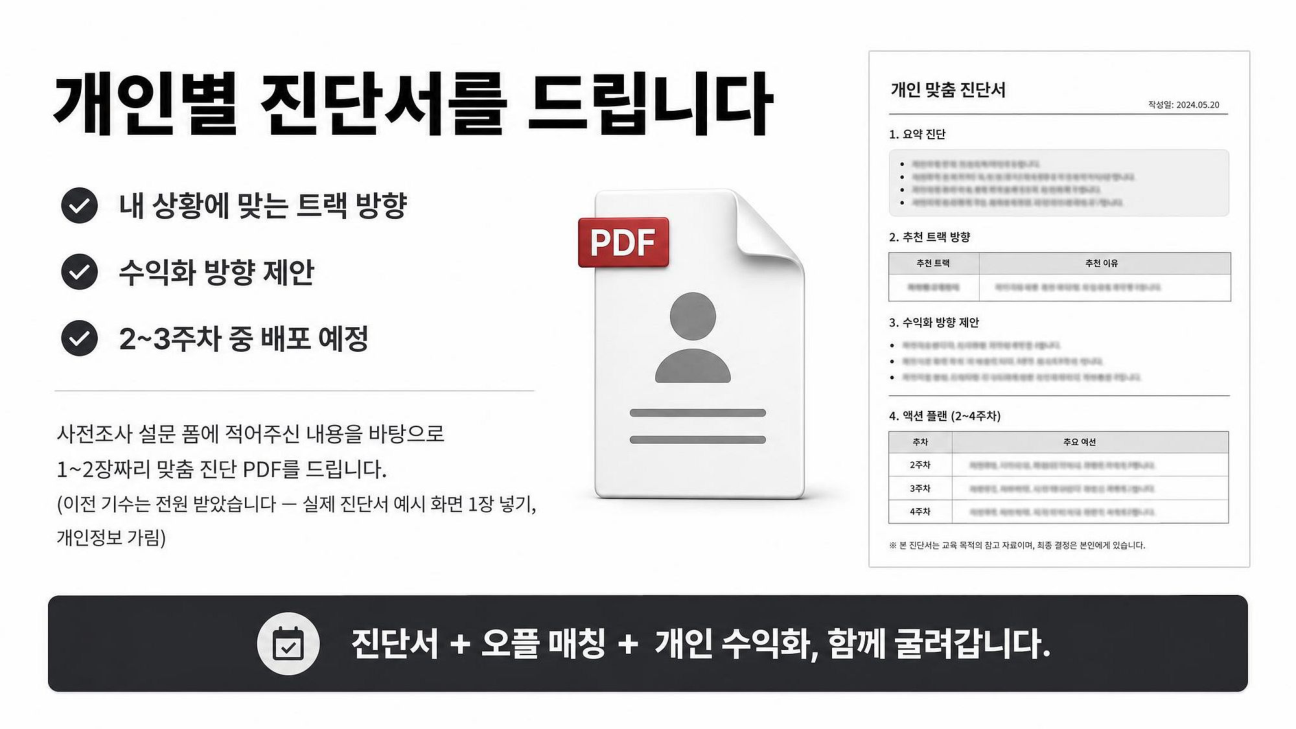 개인별 진단서를 드립니다
내 상황에 맞는 트랙 방향
수익화 방향 제안
2~3주차 중 배포 예정
사전조사 설문 폼에 적어주신 내용을 바탕으로
1~2장짜리 맞춤 진단 PDF를 드립니다.
(이전 기수는 전원 받았습니다 — 실제 진단서 예시 화면 1장 넣기,
개인정보 가림)
PDF
개인 맞춤 진단서
작성일: 2024.05.20
1. 요약 진단
2. 추천 트랙 방향
추천 트랙 추천 이유
3. 수익화 방향 제안
4. 액션 플랜 (2~4주차)
주차 주요 여션
2주차
3주차
4주차
※ 본 진단서는 교육 목적의 참고 자료이며, 최종 결정은 본인에게 있습니다.
진단서 + 오플 매칭 + 개인 수익화, 함께 굴려갑니다.